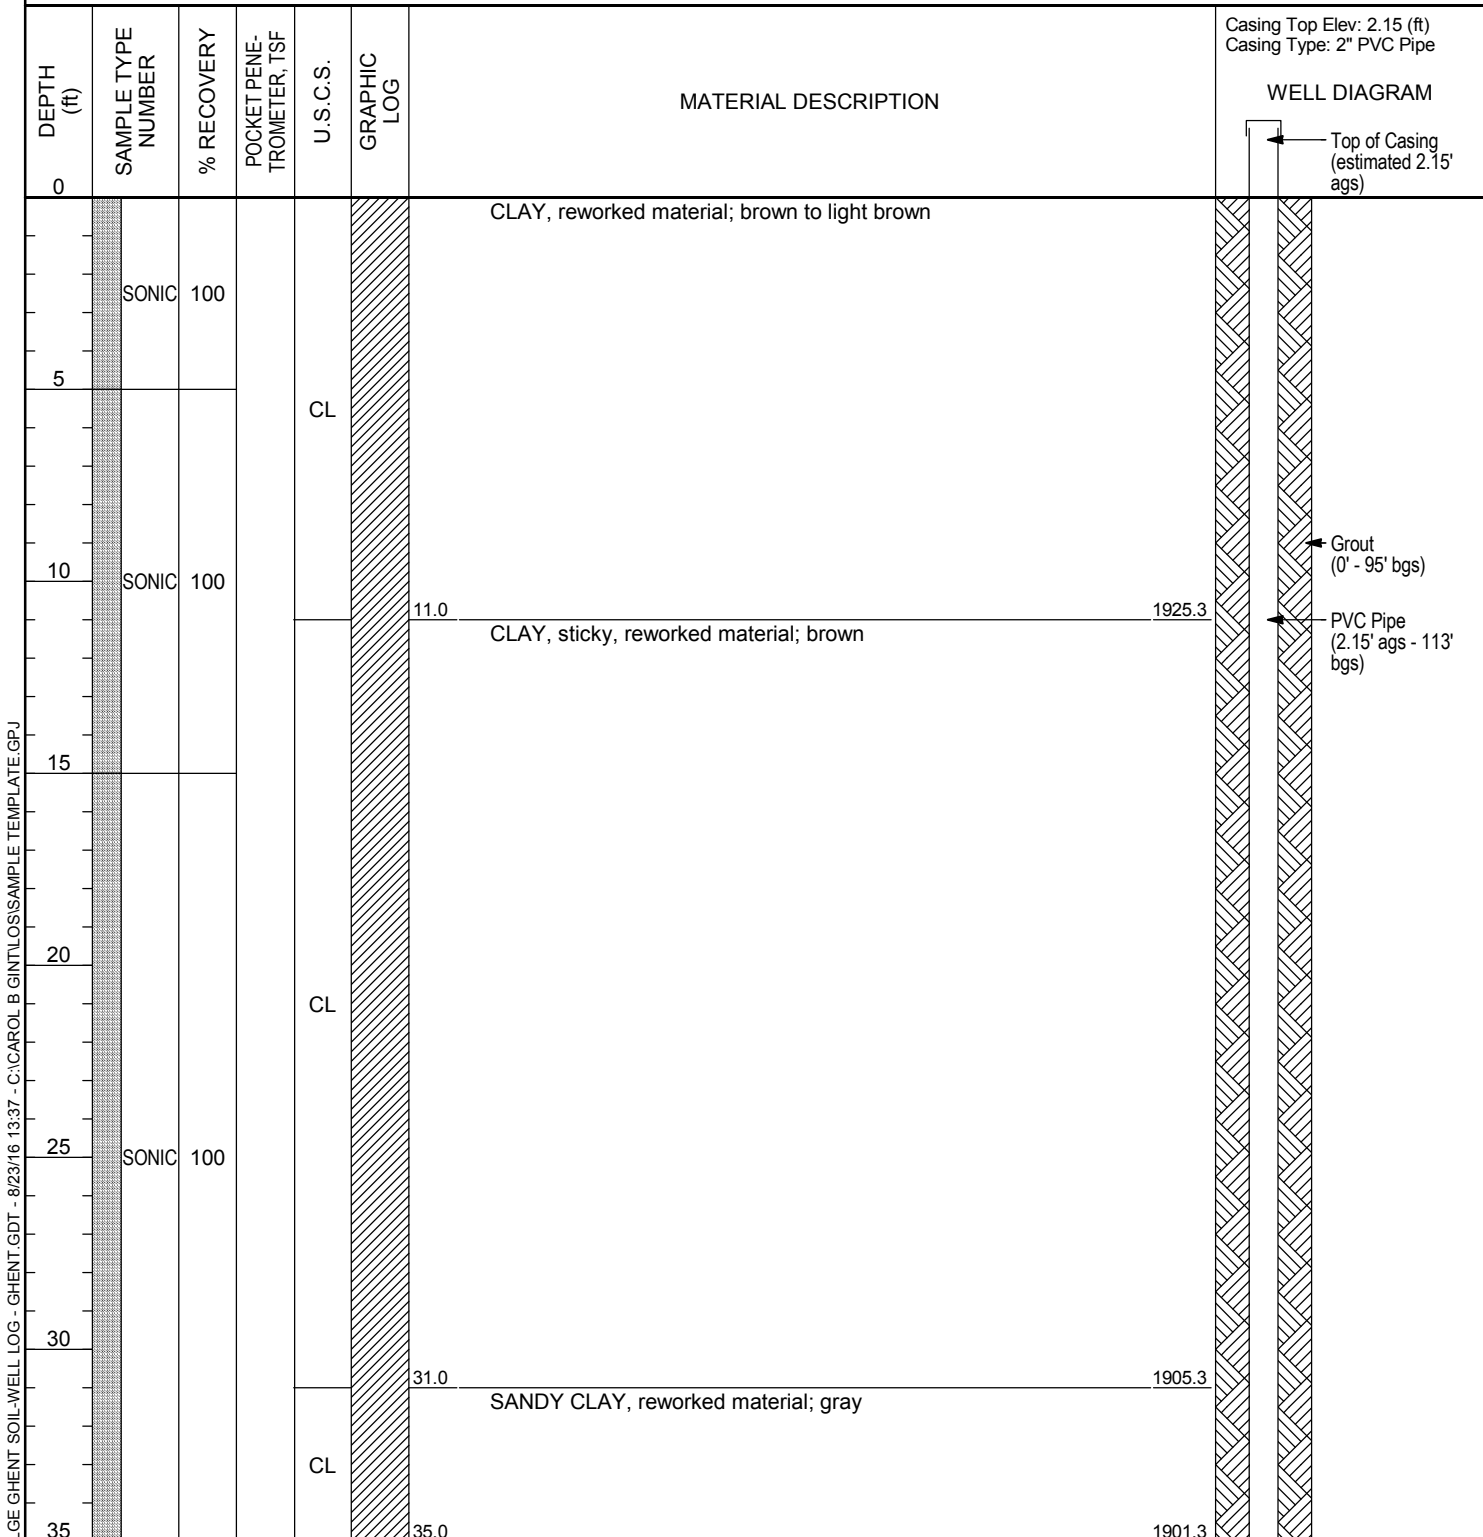 Casing Top Elev: 2.15 (ft)
Casing Type: 2" PVC Pipe
DEPTH
(ft)
SAMPLE TYPE
NUMBER
% RECOVERY
POCKET PENE-
TROMETER, TSF
U.S.C.S.
GRAPHIC
LOG
MATERIAL DESCRIPTION
WELL DIAGRAM
Top of Casing
(estimated 2.15'
ags)
0
CLAY, reworked material; brown to light brown
SONIC 100
5
CL
Grout
(0' - 95' bgs)
10
SONIC 100
11.0 1925.3
PVC Pipe
(2.15' ags - 113'
bgs)
CLAY, sticky, reworked material; brown
15
20
CL
25
SONIC 100
30
31.0 1905.3
SANDY CLAY, reworked material; gray
CL
35
35.0 1901.3
GE GHENT SOIL-WELL LOG - GHENT.GDT - 8/23/16 13:37 - C:\CAROL B GINT\LOS\SAMPLE TEMPLATE.GPJ